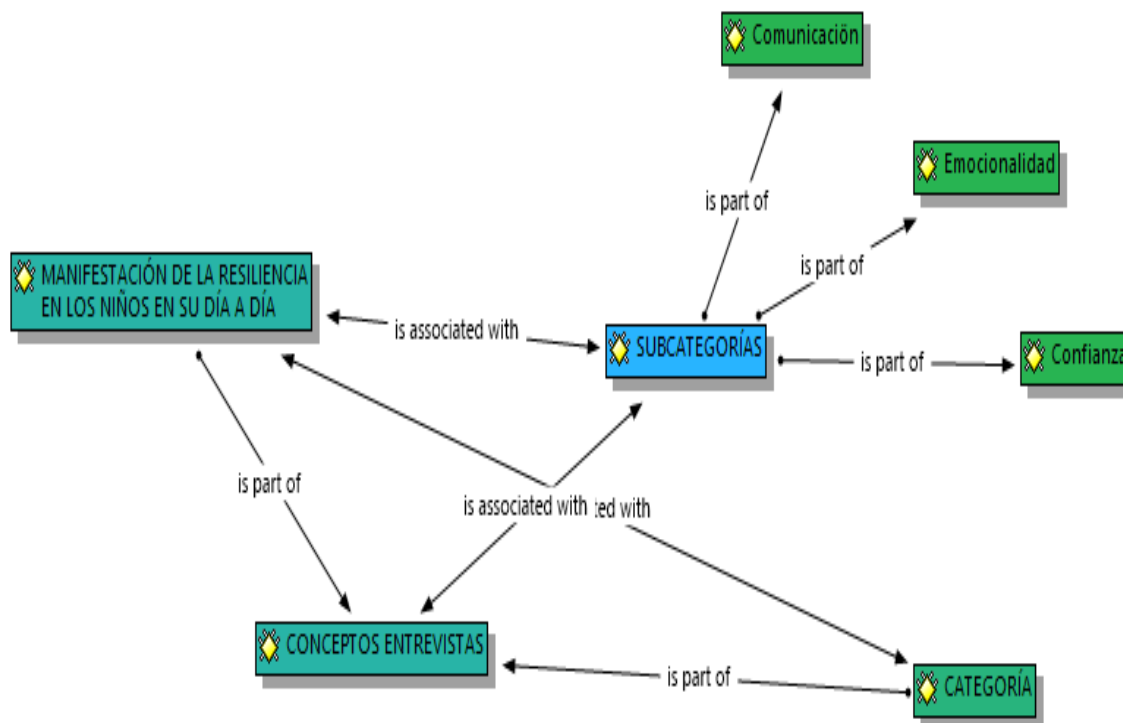 Comunicación
Emocionalidad
is part of
is part of
MANIFESTACIÓN DE LA RESILIENCIA
EN LOS NIÑOS EN SU DÍA A DÍA
is associated with
SUBCATEGORÍAS
is part of
Confianza
is part of
is associated with
ted with
CONCEPTOS ENTREVISTAS
is part of
CATEGORÍA